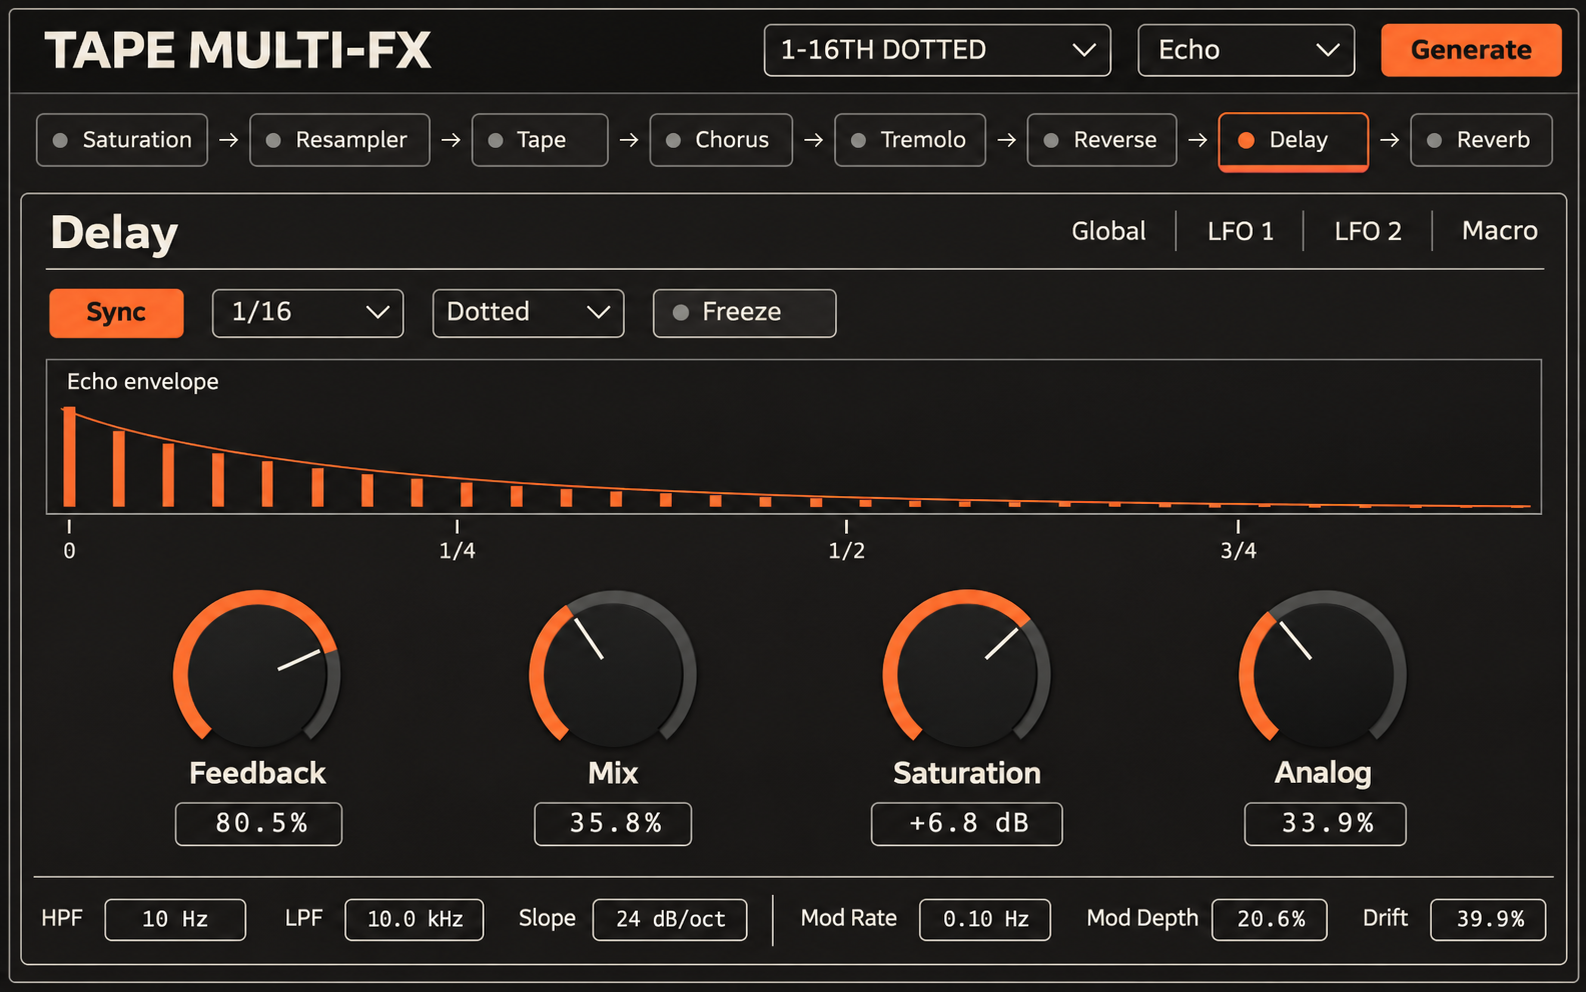 TAPE MULTI-FX
1-16TH DOTTED
Echo
Generate
Saturation → Resampler → Tape → Chorus → Tremolo → Reverse → Delay → Reverb
Delay
Global
LFO 1
LFO 2
Macro
Sync
1/16
Dotted
Freeze
Echo envelope
0 1/4 1/2 3/4
Feedback
80.5%
Mix
35.8%
Saturation
+6.8 dB
Analog
33.9%
HPF 10 Hz
LPF 10.0 kHz
Slope 24 dB/oct
Mod Rate 0.10 Hz
Mod Depth 20.6%
Drift 39.9%